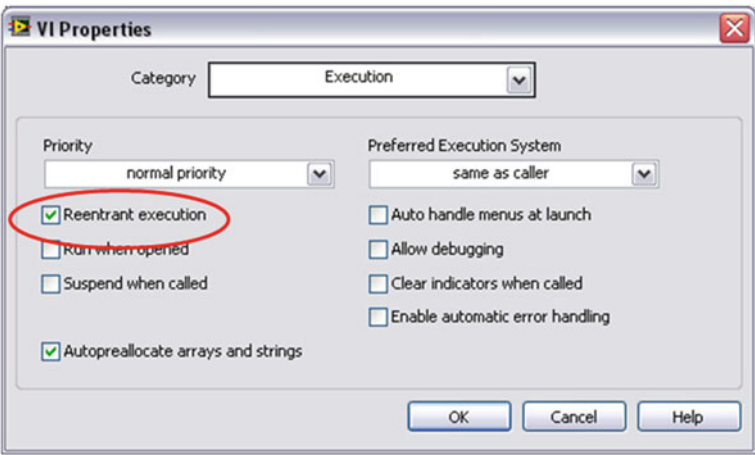 VI Properties
Category Execution
Priority Preferred Execution System
normal priority same as caller
Reentrant execution Auto handle menus at launch
Run when opened Allow debugging
Suspend when called Clear indicators when called
Enable automatic error handling
Autopreallocate arrays and strings
OK Cancel Help